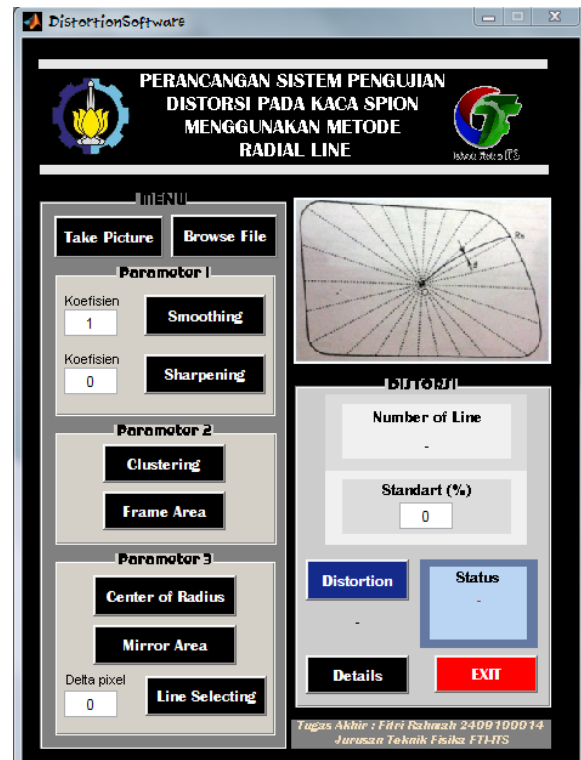 DistortionSoftware
PERANCANGAN SISTEM PENGUJIAN
DISTORSI PADA KACA SPION
MENGGUNAKAN METODE
RADIAL LINE
MENU
Take Picture
Browse File
Parameter 1
Koefisien
1
Smoothing
Koefisien
0
Sharpening
Parameter 2
Clustering
Frame Area
Parameter 3
Center of Radius
Mirror Area
Delta pixel
0
Line Selecting
DISTORSI
Number of Line
-
Standart (%)
0
Distortion
-
Status
-
Details
EXIT
Tugas Akhir : Fitri Rahmah 2409100014
Jurusan Teknik Fisika FTI-ITS